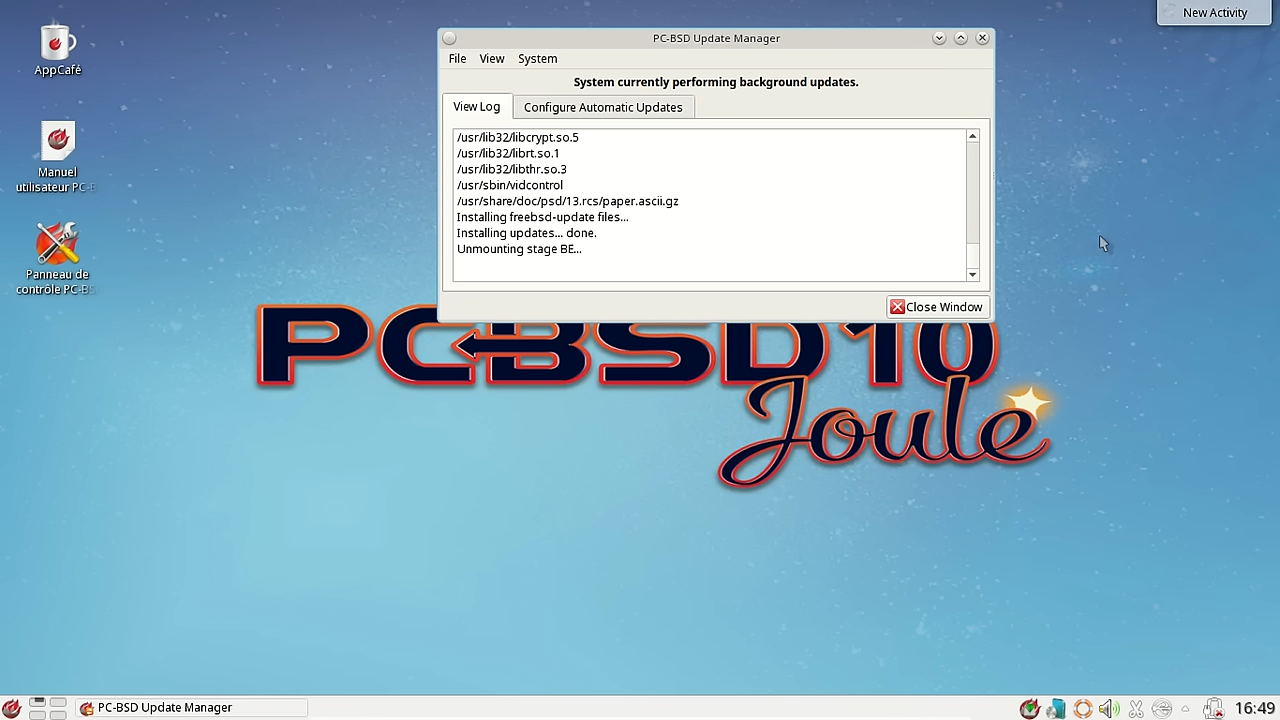 New Activity
AppCafé
Manuel
utilisateur PC-
Panneau de
contrôle PC-B
PC-BSD Update Manager
File View System
System currently performing background updates.
View Log Configure Automatic Updates
/usr/lib32/libcrypt.so.5
/usr/lib32/librt.so.1
/usr/lib32/libthr.so.3
/usr/sbin/vidcontrol
/usr/share/doc/psd/13.rcs/paper.ascii.gz
Installing freebsd-update files...
Installing updates... done.
Unmounting stage BE...
Close Window
PCBSD10
Joule
PC-BSD Update Manager
16:49